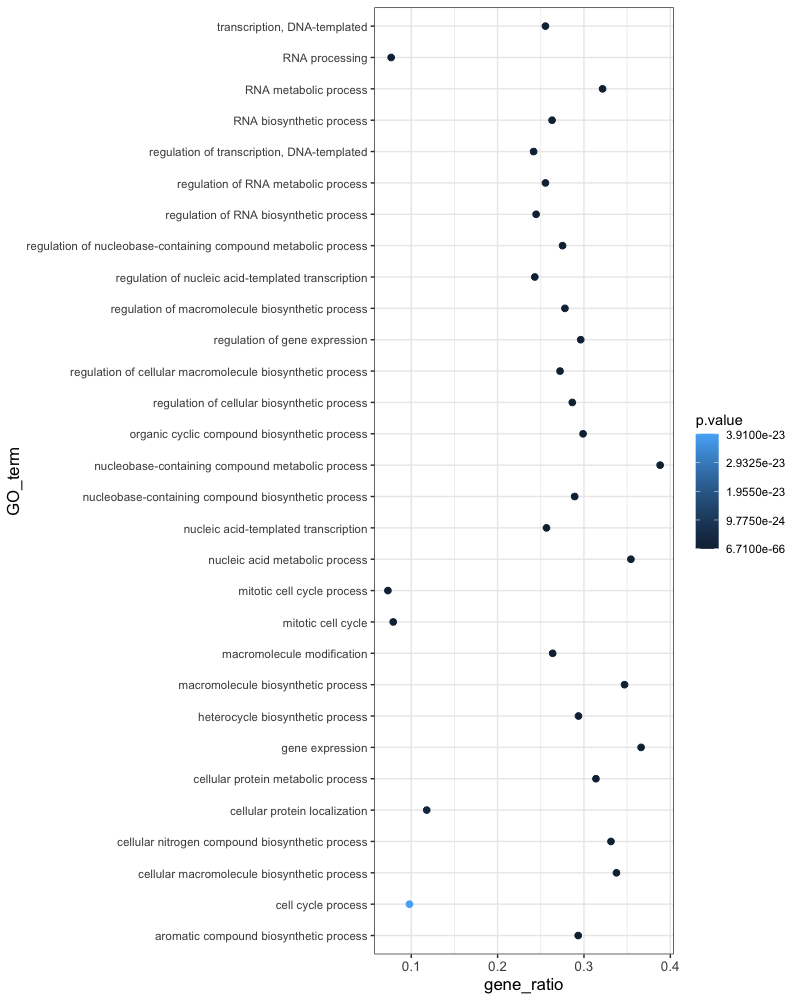 transcription, DNA-templated
RNA processing
RNA metabolic process
RNA biosynthetic process
regulation of transcription, DNA-templated
regulation of RNA metabolic process
regulation of RNA biosynthetic process
regulation of nucleobase-containing compound metabolic process
regulation of nucleic acid-templated transcription
regulation of macromolecule biosynthetic process
regulation of gene expression
regulation of cellular macromolecule biosynthetic process
regulation of cellular biosynthetic process
organic cyclic compound biosynthetic process
nucleobase-containing compound metabolic process
nucleobase-containing compound biosynthetic process
nucleic acid-templated transcription
nucleic acid metabolic process
mitotic cell cycle process
mitotic cell cycle
macromolecule modification
macromolecule biosynthetic process
heterocycle biosynthetic process
gene expression
cellular protein metabolic process
cellular protein localization
cellular nitrogen compound biosynthetic process
cellular macromolecule biosynthetic process
cell cycle process
aromatic compound biosynthetic process
GO_term
0.1 0.2 0.3 0.4
gene_ratio
p.value
3.9100e-23
2.9325e-23
1.9550e-23
9.7750e-24
6.7100e-66